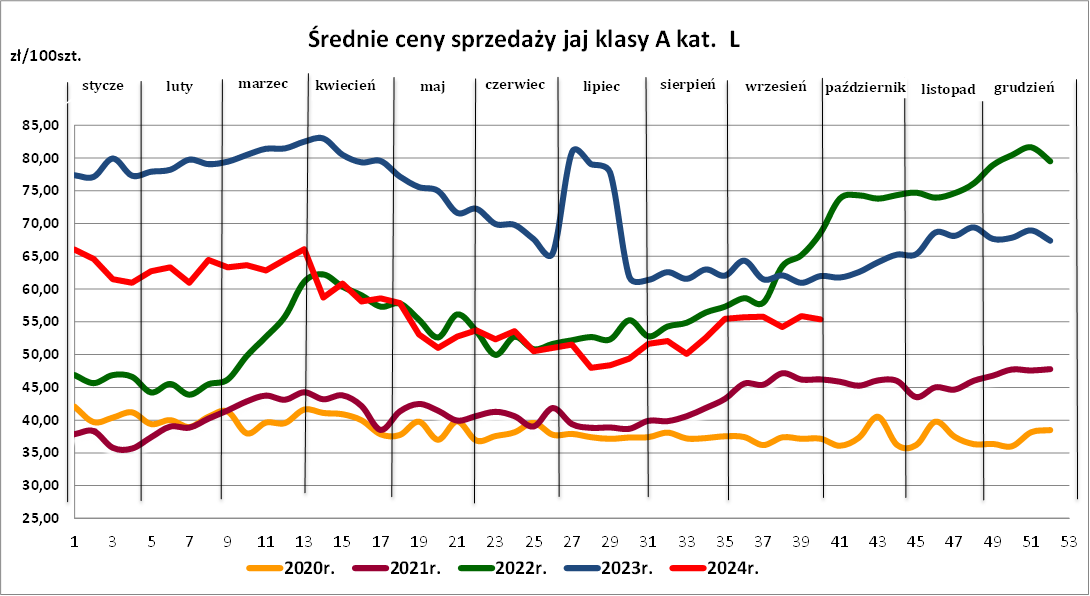 Średnie ceny sprzedaży jaj klasy A kat. L
zł/100szt.
stycze luty marzec kwiecień maj czerwiec lipiec sierpień wrzesień październik listopad grudzień
85,00
80,00
75,00
70,00
65,00
60,00
55,00
50,00
45,00
40,00
35,00
30,00
25,00
1 3 5 7 9 11 13 15 17 19 21 23 25 27 29 31 33 35 37 39 41 43 45 47 49 51 53
2020r. 2021r. 2022r. 2023r. 2024r.